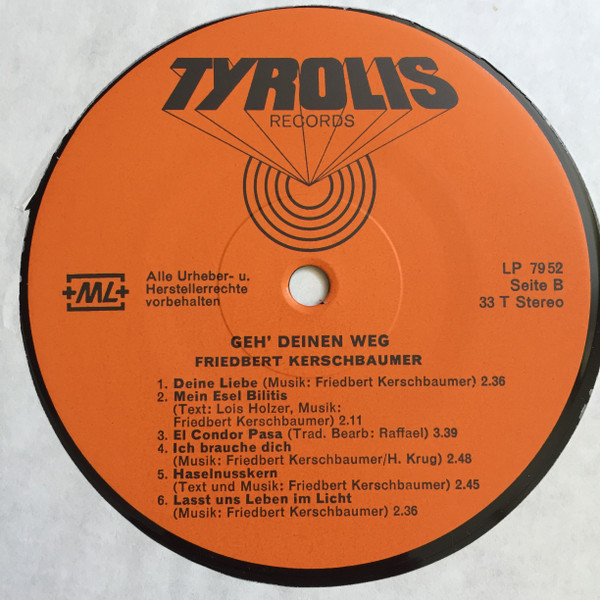 TYROLIS
RECORDS
+ML+
Alle Urheber- u.
Herstellerrechte
vorbehalten
LP 7952
Seite B
33 T Stereo
GEH' DEINEN WEG
FRIEDBERT KERSCHBAUMER
1. Deine Liebe (Musik: Friedbert Kerschbaumer) 2.36
2. Mein Esel Bilitis
(Text: Lois Holzer, Musik:
Friedbert Kerschbaumer) 2.11
3. El Condor Pasa (Trad. Bearb: Raffael) 3.39
4. Ich brauche dich
(Musik: Friedbert Kerschbaumer/H. Krug) 2.48
5. Haselnusskern
(Text und Musik: Friedbert Kerschbaumer) 2.45
6. Lasst uns Leben im Licht
(Musik: Friedbert Kerschbaumer) 2.36